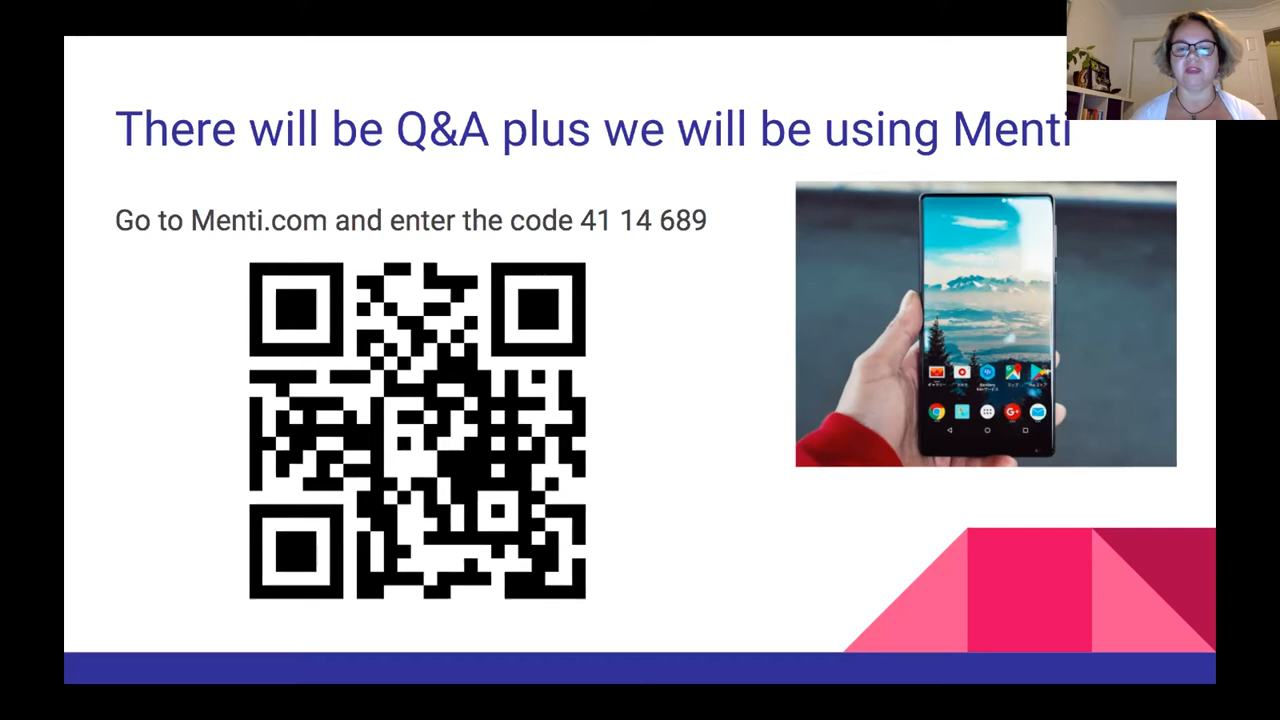 There will be Q&A plus we will be using Menti
Go to Menti.com and enter the code 41 14 689